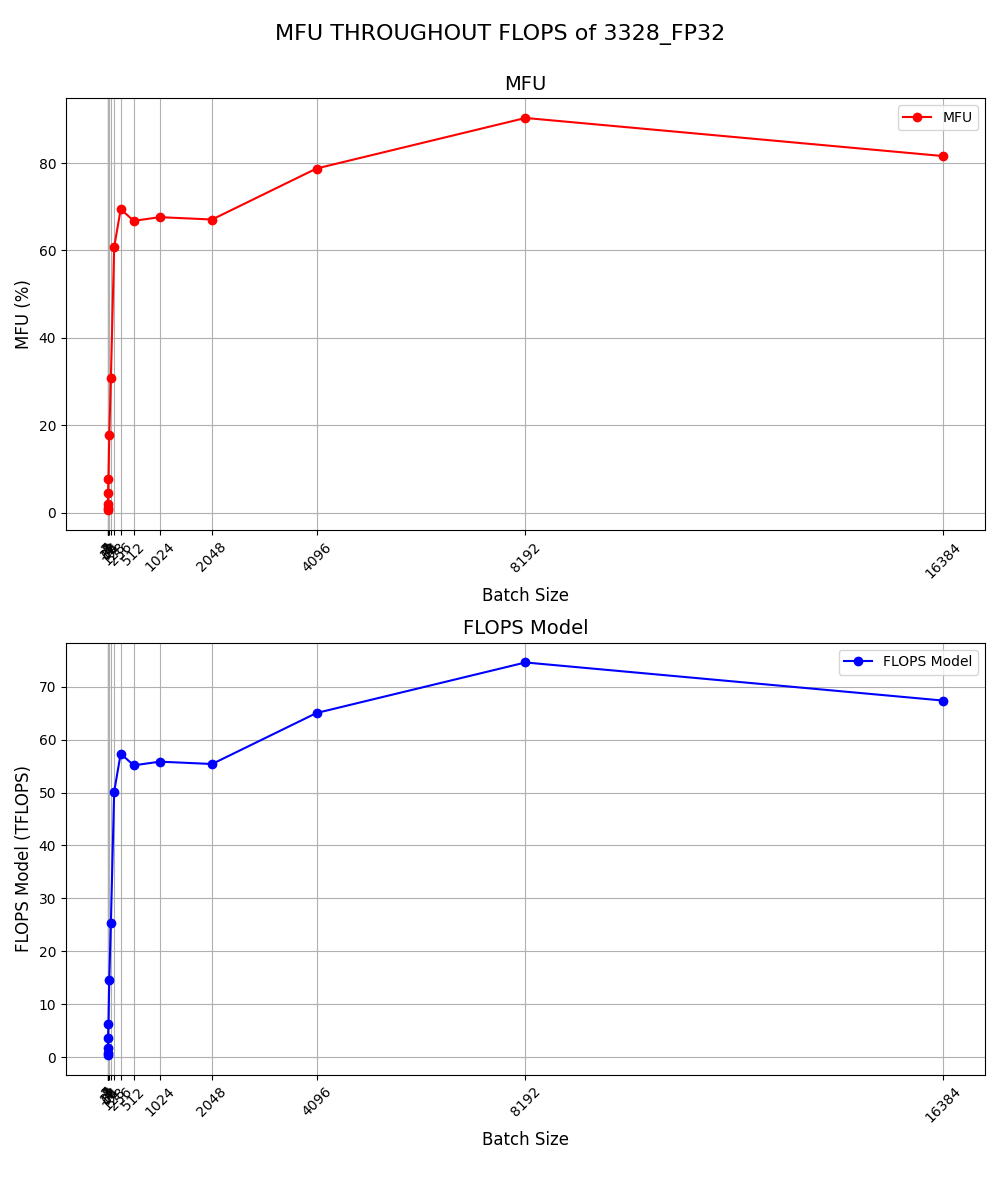 MFU THROUGHOUT FLOPS of 3328_FP32
MFU
MFU
MFU (%)
80
60
40
20
0
512
1024
2048
4096
8192
16384
Batch Size
FLOPS Model
FLOPS Model
FLOPS Model (TFLOPS)
70
60
50
40
30
20
10
0
512
1024
2048
4096
8192
16384
Batch Size